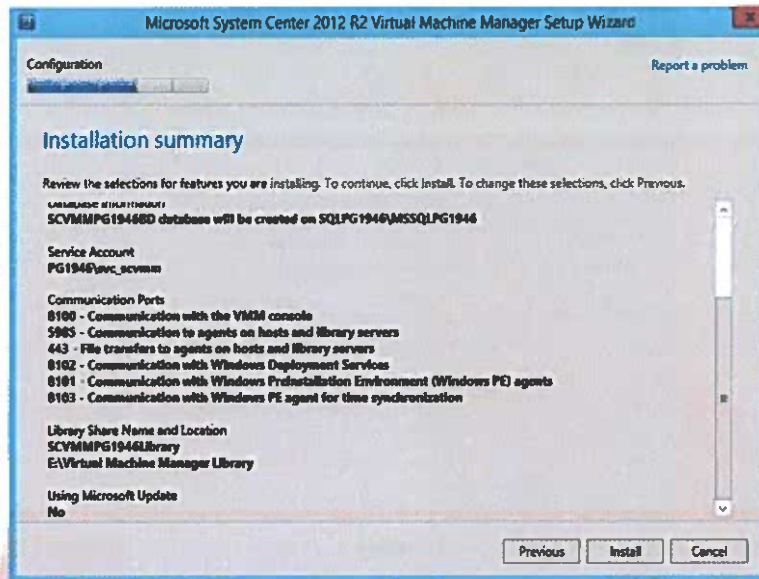 Microsoft System Center 2012 R2 Virtual Machine Manager Setup Wizard
Configuration
Report a problem
Installation summary
Review the selections for features you are installing. To continue, click Install. To change these selections, click Previous.
Database information
SCVMMPG1946BD database will be created on SQLPG1946\MSSQLPG1946
Service Account
PG1946\svc_scvmm
Communication Ports
8100 - Communication with the VMM console
5985 - Communication to agents on hosts and library servers
443 - File transfers to agents on hosts and library servers
8102 - Communication with Windows Deployment Services
8101 - Communication with Windows Preinstallation Environment (Windows PE) agents
8103 - Communication with Windows PE agent for time synchronization
Library Share Name and Location
SCVMMPG1946Library
E:\Virtual Machine Manager Library
Using Microsoft Update
No
Previous
Install
Cancel